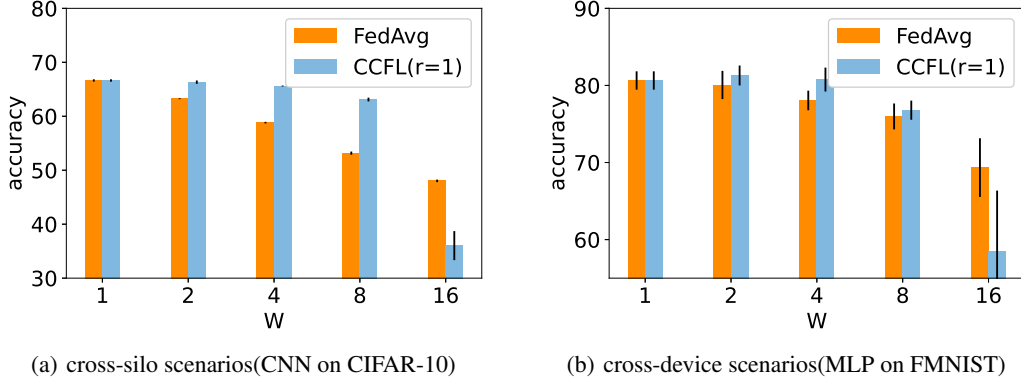 80
70
60
50
40
30
accuracy
FedAvg
CCFL(r=1)
1 2 4 8 16
W
(a) cross-silo scenarios(CNN on CIFAR-10)
90
80
70
60
accuracy
FedAvg
CCFL(r=1)
1 2 4 8 16
W
(b) cross-device scenarios(MLP on FMNIST)